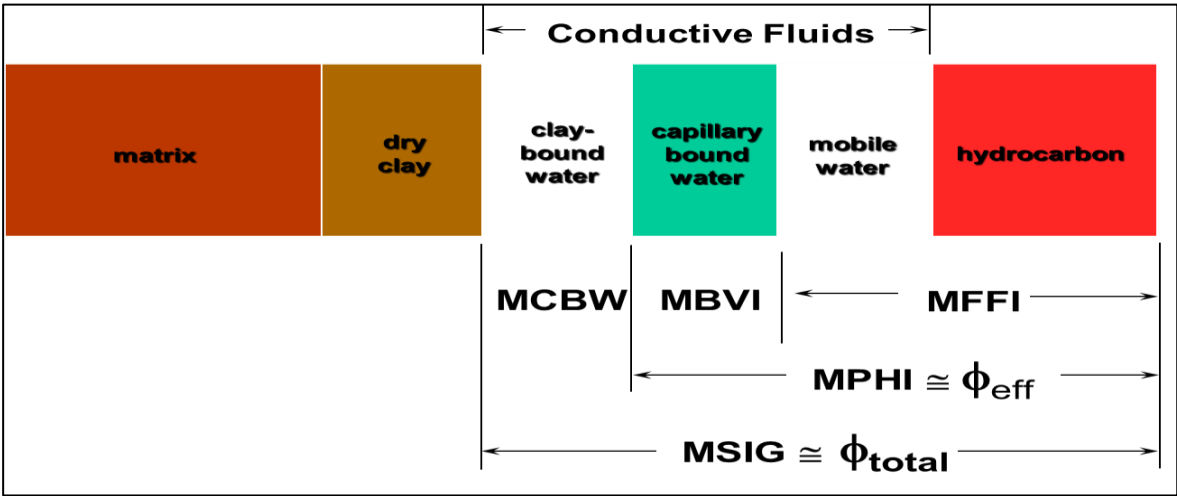 Conductive Fluids
matrix
dry
clay
clay-
bound
water
capillary
bound
water
mobile
water
hydrocarbon
MCBW
MBVI
MFFI
MPHI ≅ ϕeff
MSIG ≅ ϕtotal